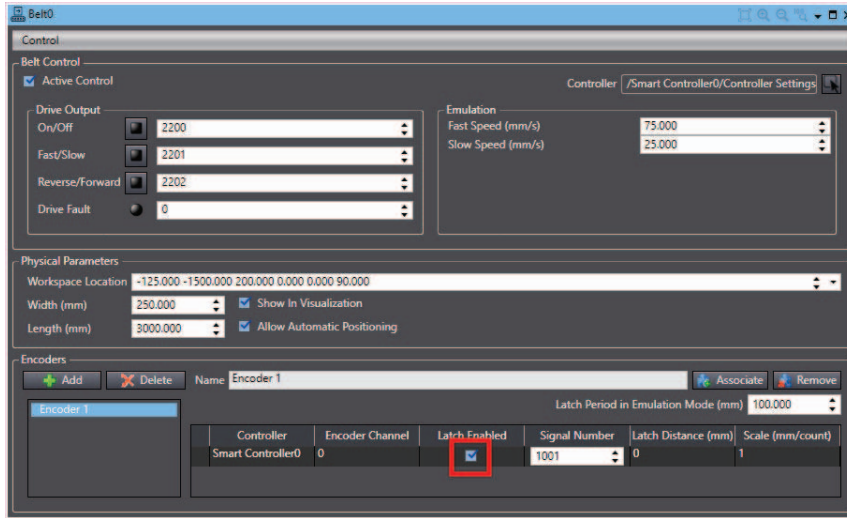 Belt0
Control
Belt Control
Active Control
Controller /Smart Controller0/Controller Settings
Drive Output
On/Off 2200
Fast/Slow 2201
Reverse/Forward 2202
Drive Fault 0
Emulation
Fast Speed (mm/s) 75.000
Slow Speed (mm/s) 25.000
Physical Parameters
Workspace Location -125.000 -1500.000 200.000 0.000 0.000 90.000
Width (mm) 250.000 Show In Visualization
Length (mm) 3000.000 Allow Automatic Positioning
Encoders
Add Delete Name Encoder 1 Associate Remove
Encoder 1
Latch Period in Emulation Mode (mm) 100.000
Controller Encoder Channel Latch Enabled Signal Number Latch Distance (mm) Scale (mm/count)
Smart Controller0 0 1001 0 1